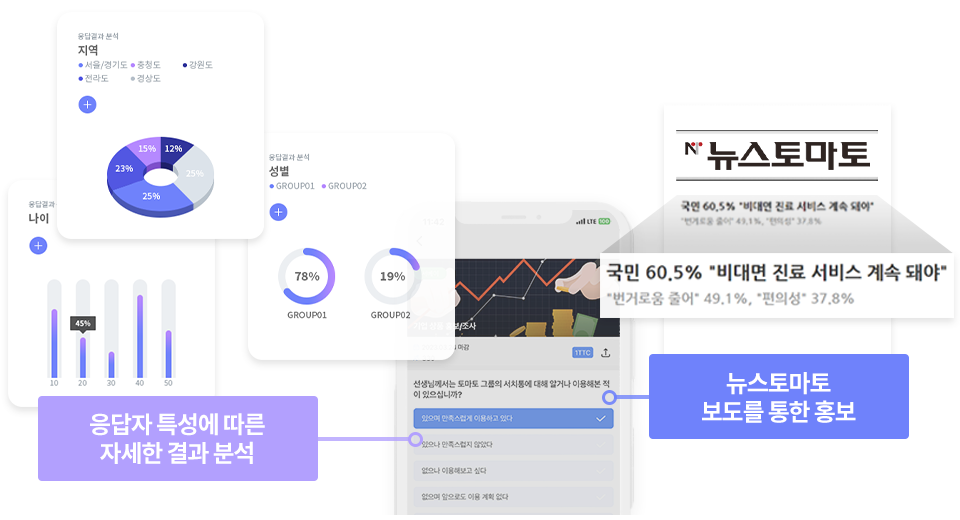 응답결과 분석
지역
서울/경기도 충청도 강원도
전라도 경상도
15% 12%
23% 25%
25%
응답결과 분석
성별
GROUP01 GROUP02
78% 19%
GROUP01 GROUP02
응답결과
나이
45%
10 20 30 40 50
응답자 특성에 따른
자세한 결과 분석
LTE 100
마감
1TTC
선생님께서는 토마토 그룹의 서치통에 대해 알거나 이용해본 적
이 있으십니까?
있으며 만족스럽게 이용하고 있다
있으나 만족스럽지 않았다
없으나 이용해보고 싶다
없으며 앞으로도 이용 계획 없다
뉴스토마토
국민 60,5% "비대면 진료 서비스 계속 돼야"
"번거로움 줄어" 49,1%, "편의성" 37,8%
국민 60,5% "비대면 진료 서비스 계속 돼야"
"번거로움 줄어" 49,1%, "편의성" 37,8%
뉴스토마토
보도를 통한 홍보